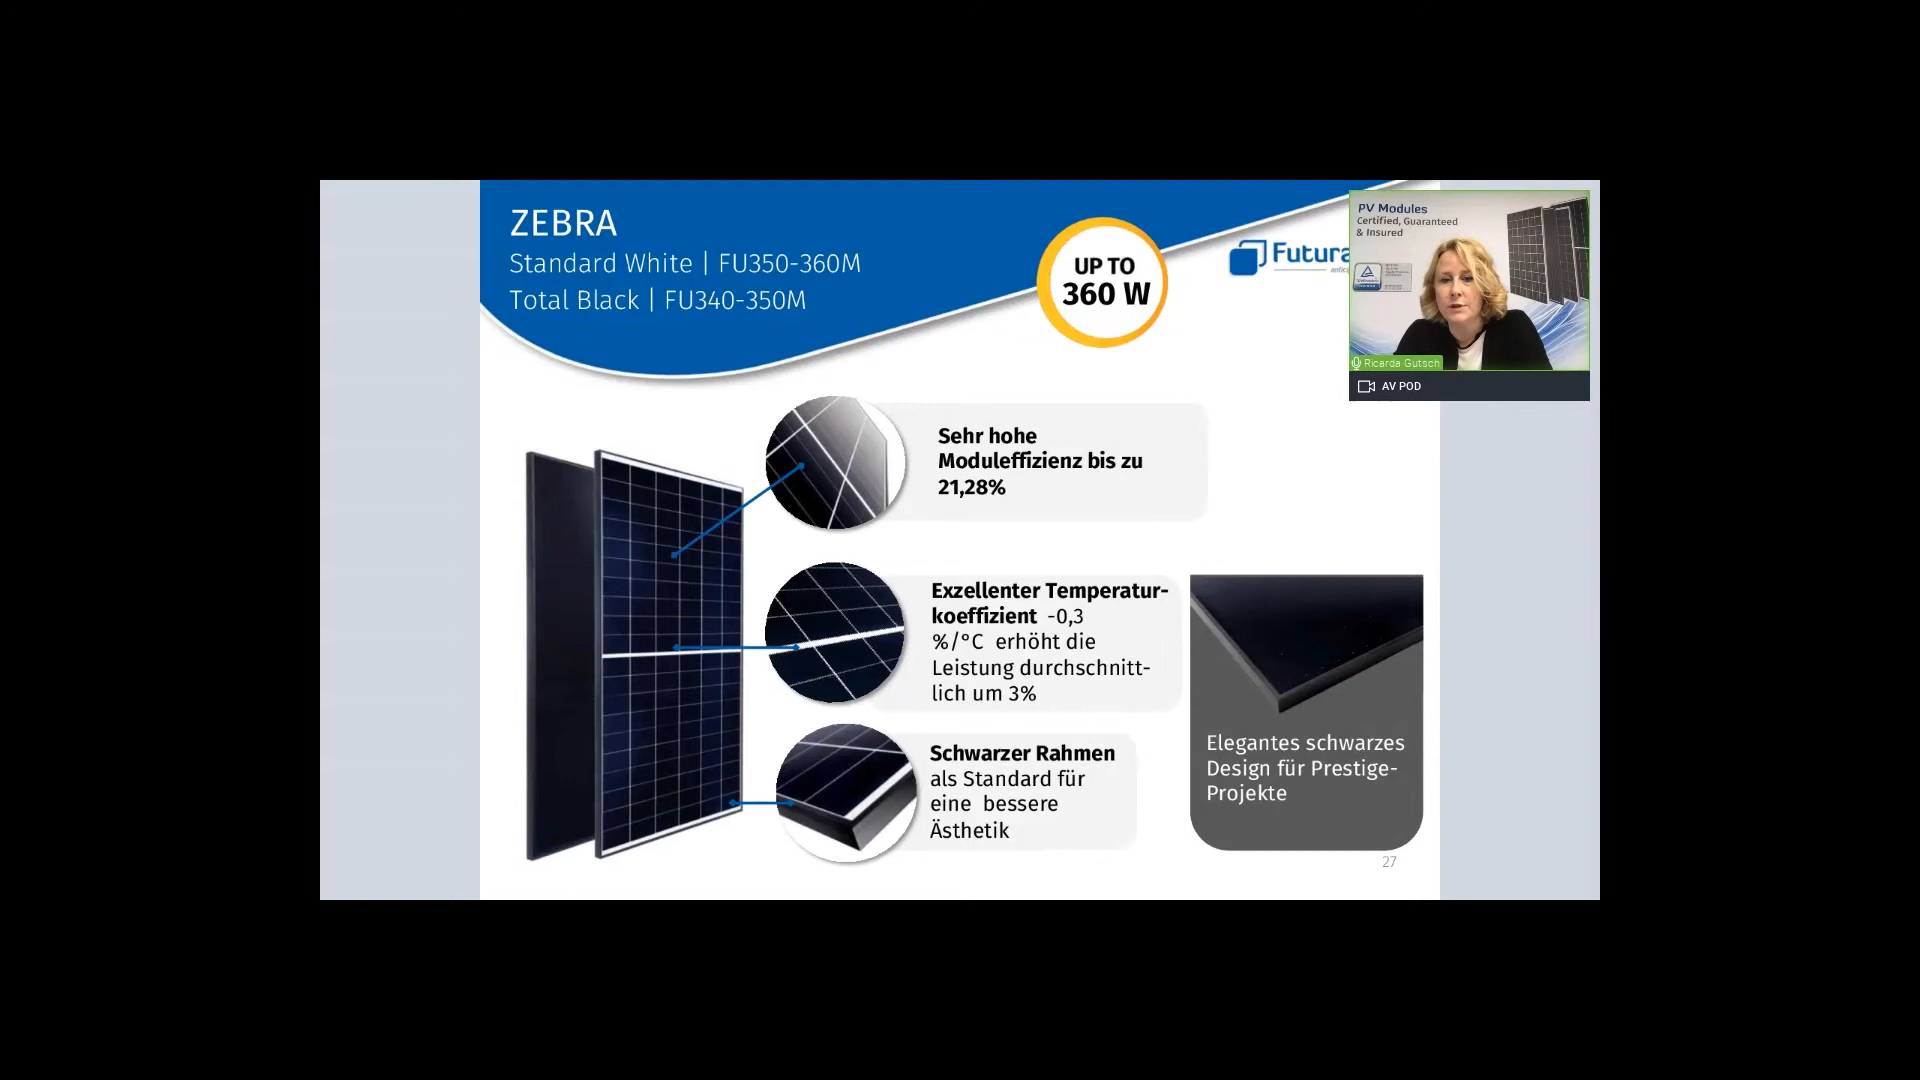 ZEBRA
Standard White | FU350-360M
Total Black | FU340-350M
UP TO
360 W
PV Modules
Certified, Guaranteed
& Insured
Ricarda Gutsch
AV POD
Sehr hohe
Moduleffizienz bis zu
21,28%
Exzellenter Temperatur-
koeffizient -0,3
%/°C erhöht die
Leistung durchschnitt-
lich um 3%
Schwarzer Rahmen
als Standard für
eine bessere
Ästhetik
Elegantes schwarzes
Design für Prestige-
Projekte
27